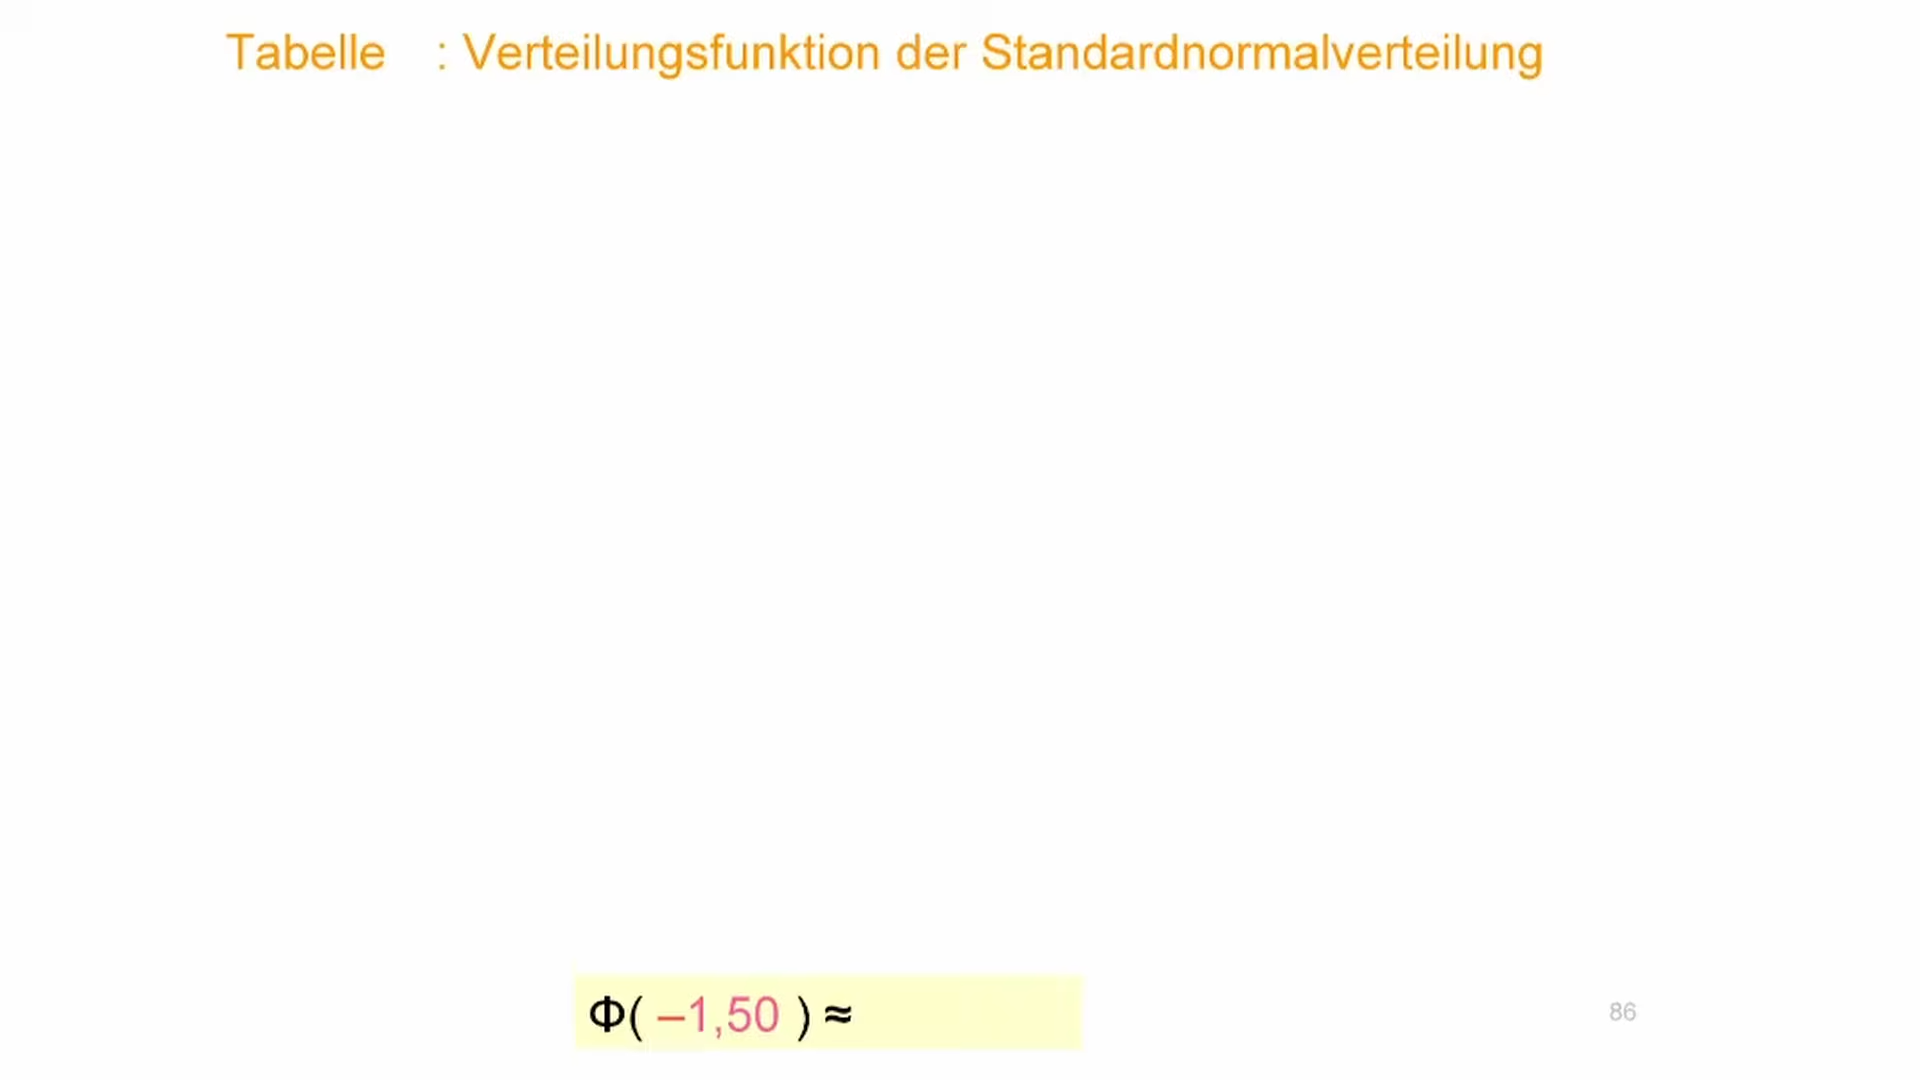 Tabelle : Verteilungsfunktion der Standardnormalverteilung
Φ( –1,50 ) ≈
86